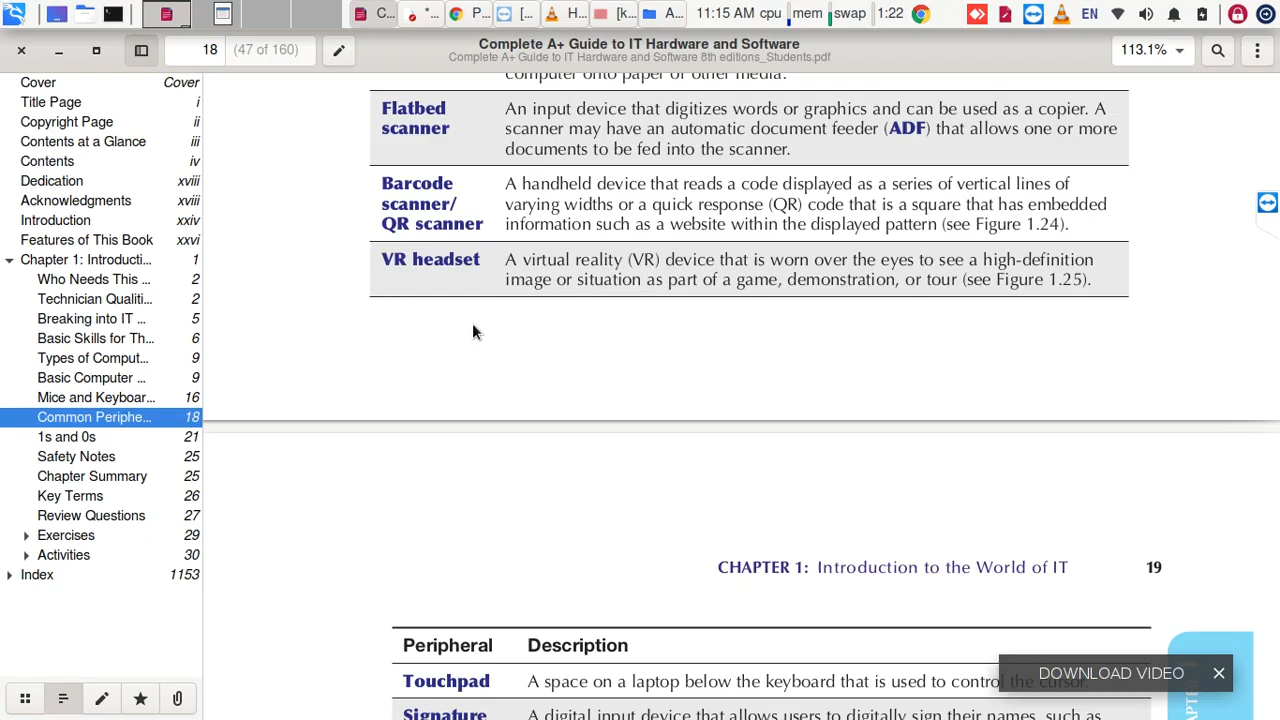 C...
*...
P...
[...
H...
[k...
A...
11:15 AM cpu mem swap 1:22 EN
18 (47 of 160)
Complete A+ Guide to IT Hardware and Software
Complete A+ Guide to IT Hardware and Software 8th editions_Students.pdf
113.1%
Cover Cover
Title Page i
Copyright Page ii
Contents at a Glance iii
Contents iv
Dedication xviii
Acknowledgments xviii
Introduction xxiv
Features of This Book xxvi
Chapter 1: Introducti... 1
Who Needs This ... 2
Technician Qualiti... 2
Breaking into IT ... 5
Basic Skills for Th... 6
Types of Comput... 9
Basic Computer ... 9
Mice and Keyboar... 16
Common Periphe... 18
1s and 0s 21
Safety Notes 25
Chapter Summary 25
Key Terms 26
Review Questions 27
Exercises 29
Activities 30
Index 1153
computer onto paper or other media.
Flatbed
scanner
An input device that digitizes words or graphics and can be used as a copier. A
scanner may have an automatic document feeder (ADF) that allows one or more
documents to be fed into the scanner.
Barcode
scanner/
QR scanner
A handheld device that reads a code displayed as a series of vertical lines of
varying widths or a quick response (QR) code that is a square that has embedded
information such as a website within the displayed pattern (see Figure 1.24).
VR headset
A virtual reality (VR) device that is worn over the eyes to see a high-definition
image or situation as part of a game, demonstration, or tour (see Figure 1.25).
CHAPTER 1: Introduction to the World of IT 19
Peripheral Description
Touchpad A space on a laptop below the keyboard that is used to control the cursor.
Signature A digital input device that allows users to digitally sign their names, such as
DOWNLOAD VIDEO